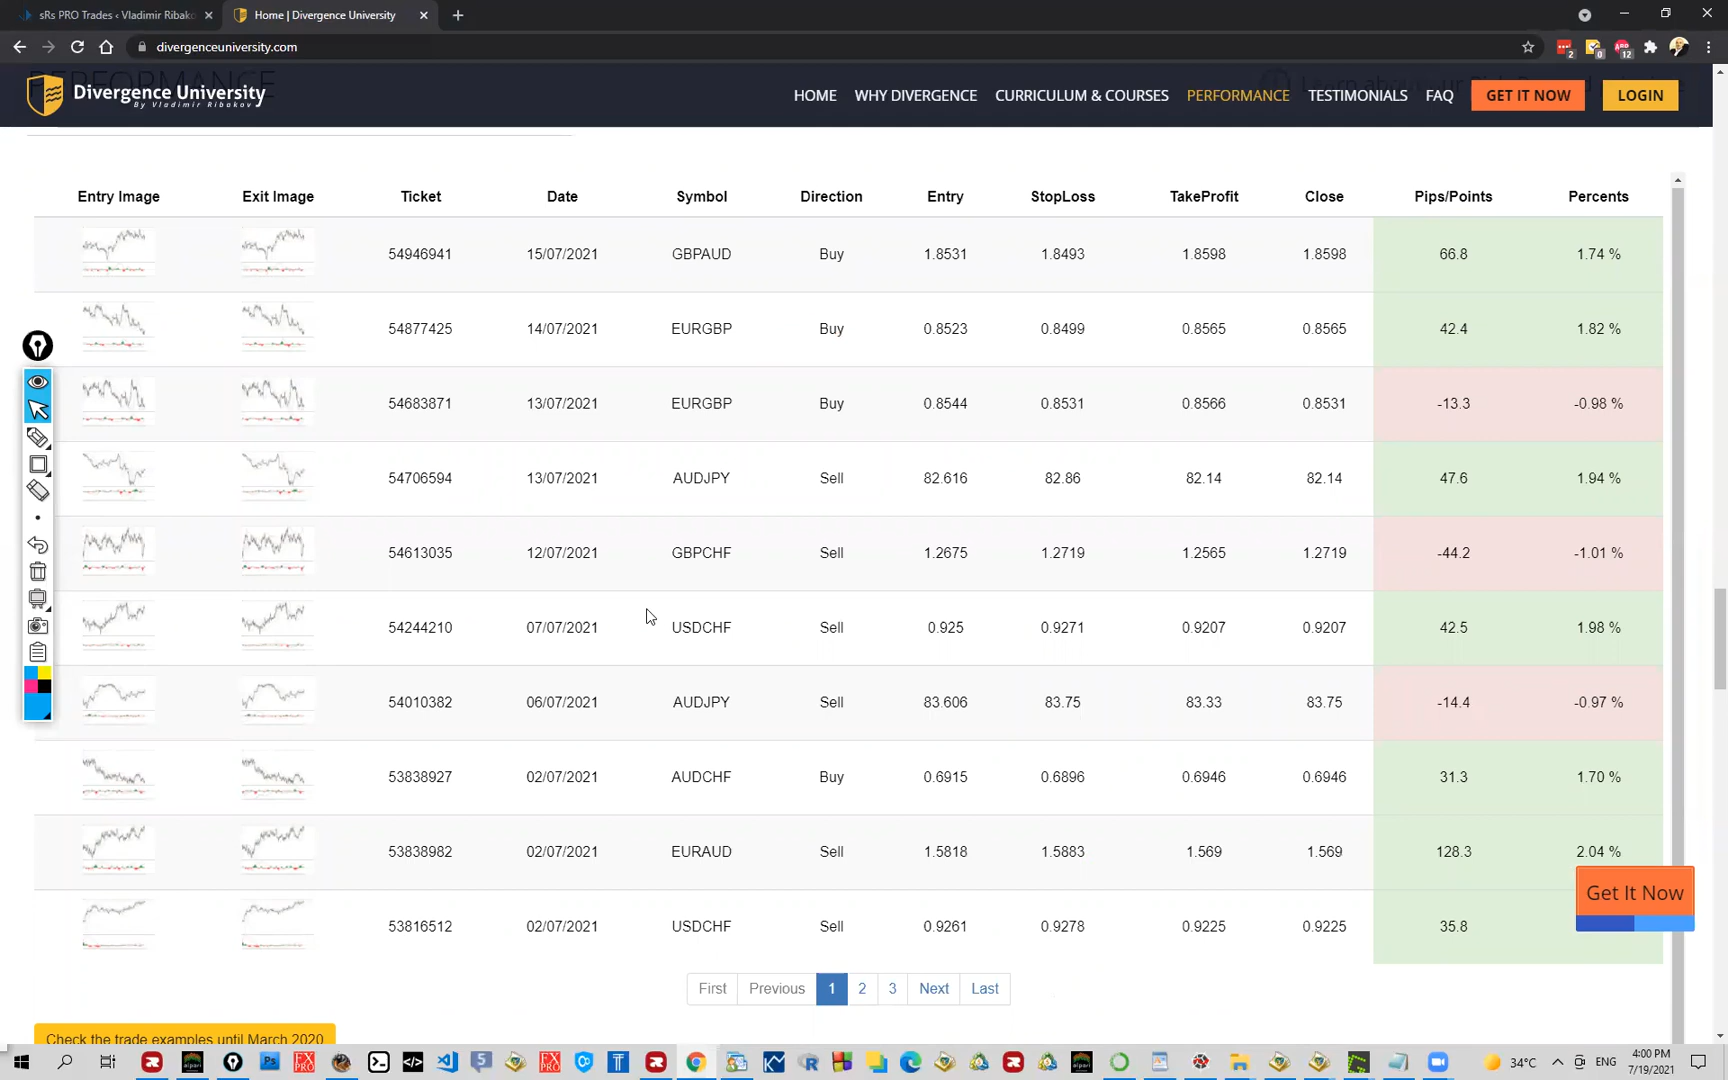 sRs PRO Trades ‹ Vladimir Ribako
Home | Divergence University
divergenceuniversity.com
Divergence University
By Vladimir Ribakov
HOME WHY DIVERGENCE CURRICULUM & COURSES PERFORMANCE TESTIMONIALS FAQ GET IT NOW LOGIN
PERFORMANCE
Entry Image Exit Image Ticket Date Symbol Direction Entry StopLoss TakeProfit Close Pips/Points Percents
54946941 15/07/2021 GBPAUD Buy 1.8531 1.8493 1.8598 1.8598 66.8 1.74 %
54877425 14/07/2021 EURGBP Buy 0.8523 0.8499 0.8565 0.8565 42.4 1.82 %
54683871 13/07/2021 EURGBP Buy 0.8544 0.8531 0.8566 0.8531 -13.3 -0.98 %
54706594 13/07/2021 AUDJPY Sell 82.616 82.86 82.14 82.14 47.6 1.94 %
54613035 12/07/2021 GBPCHF Sell 1.2675 1.2719 1.2565 1.2719 -44.2 -1.01 %
54244210 07/07/2021 USDCHF Sell 0.925 0.9271 0.9207 0.9207 42.5 1.98 %
54010382 06/07/2021 AUDJPY Sell 83.606 83.75 83.33 83.75 -14.4 -0.97 %
53838927 02/07/2021 AUDCHF Buy 0.6915 0.6896 0.6946 0.6946 31.3 1.70 %
53838982 02/07/2021 EURAUD Sell 1.5818 1.5883 1.569 1.569 128.3 2.04 %
53816512 02/07/2021 USDCHF Sell 0.9261 0.9278 0.9225 0.9225 35.8
Get It Now
First Previous 1 2 3 Next Last
Check the trade examples until March 2020
34°C ENG 4:00 PM
7/19/2021